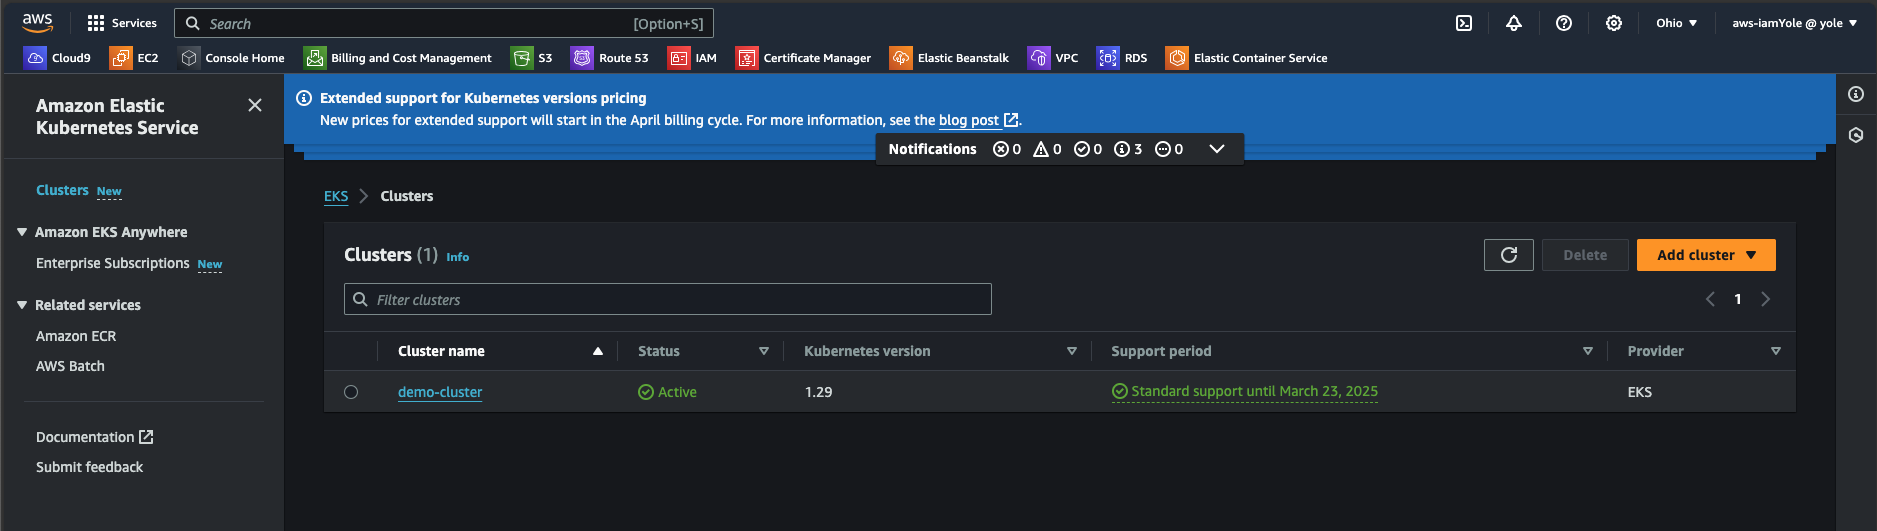 aws
Services
Search
[Option+S]
Ohio
aws-iamYole @ yole
Cloud9
EC2
Console Home
Billing and Cost Management
S3
Route 53
IAM
Certificate Manager
Elastic Beanstalk
VPC
RDS
Elastic Container Service
Amazon Elastic
Kubernetes Service
Clusters New
Amazon EKS Anywhere
Enterprise Subscriptions New
Related services
Amazon ECR
AWS Batch
Documentation
Submit feedback
Extended support for Kubernetes versions pricing
New prices for extended support will start in the April billing cycle. For more information, see the blog post.
Notifications 0 0 0 3 0
EKS
Clusters
Clusters (1) Info
Delete
Add cluster
Filter clusters
1
Cluster name
Status
Kubernetes version
Support period
Provider
demo-cluster
Active
1.29
Standard support until March 23, 2025
EKS